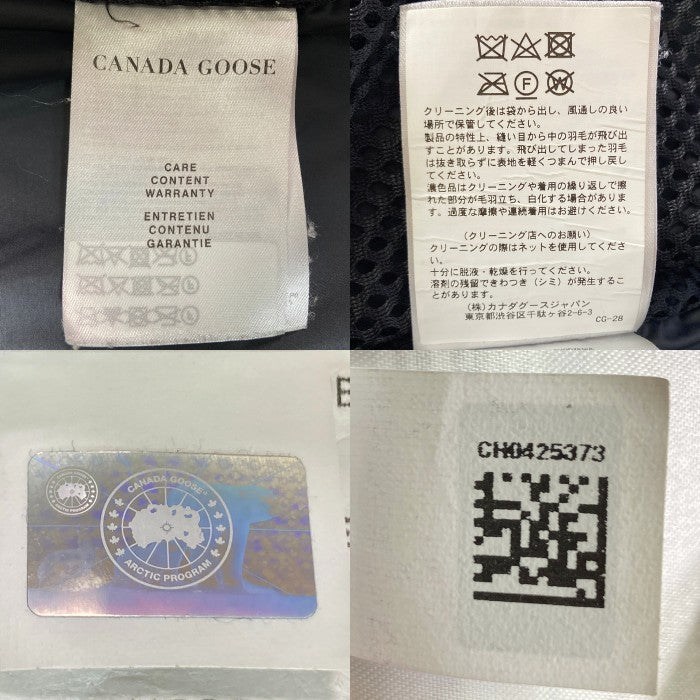 CANADA GOOSE
CARE
CONTENT
WARRANTY
ENTRETIEN
CONTENU
GARANTIE
クリーニング後は袋から出し、風通しの良い
場所で保管してください。
製品の特性上、縫い目から中の羽毛が飛び出
すことがあります。飛び出してしまった羽毛
は抜き取らずに表地を軽くつまんで押し戻し
てください。
濃色品はクリーニングや着用の繰り返しで擦
れた部分が毛羽立ち、白化する場合がありま
す。過度な摩擦や連続着用はお避けください。
(クリーニング店へのお願い)
クリーニングの際はネットを使用してくださ
い。
十分に脱液・乾燥を行ってください。
溶剤の残留できわつき(シミ)が発生するこ
とがあります。
(株)カナダグースジャパン
東京都渋谷区千駄ヶ谷2-6-3
CG-28
CANADA GOOSE
ARCTIC PROGRAM
CH0425373